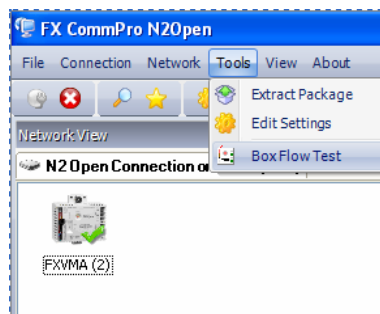 FX CommPro N2Open
File Connection Network Tools View About
Extract Package
Edit Settings
Network View
Box Flow Test
N2 Open Connection o
FXVMA (2)